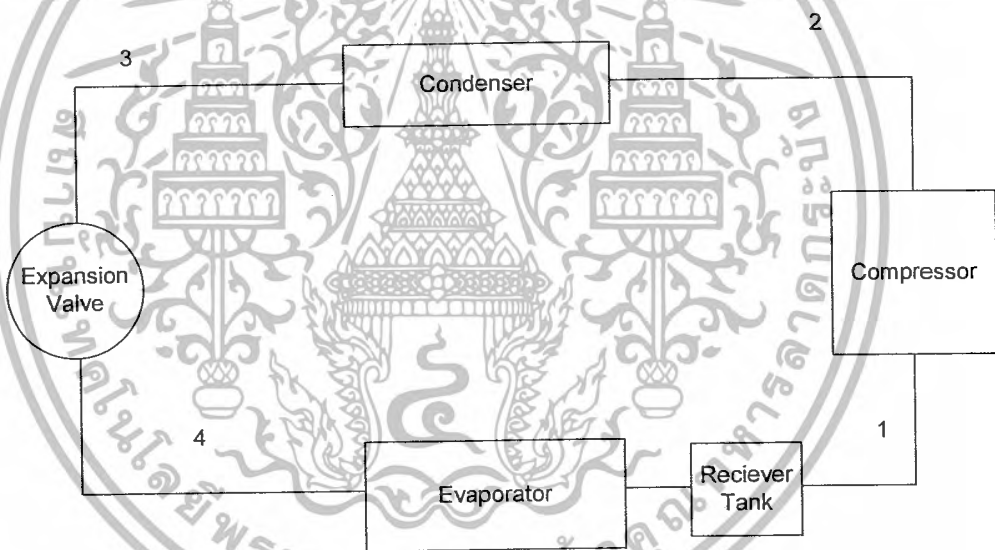 2
3
Condenser
Expansion
Valve
Compressor
4
1
Evaporator
Reciever
Tank